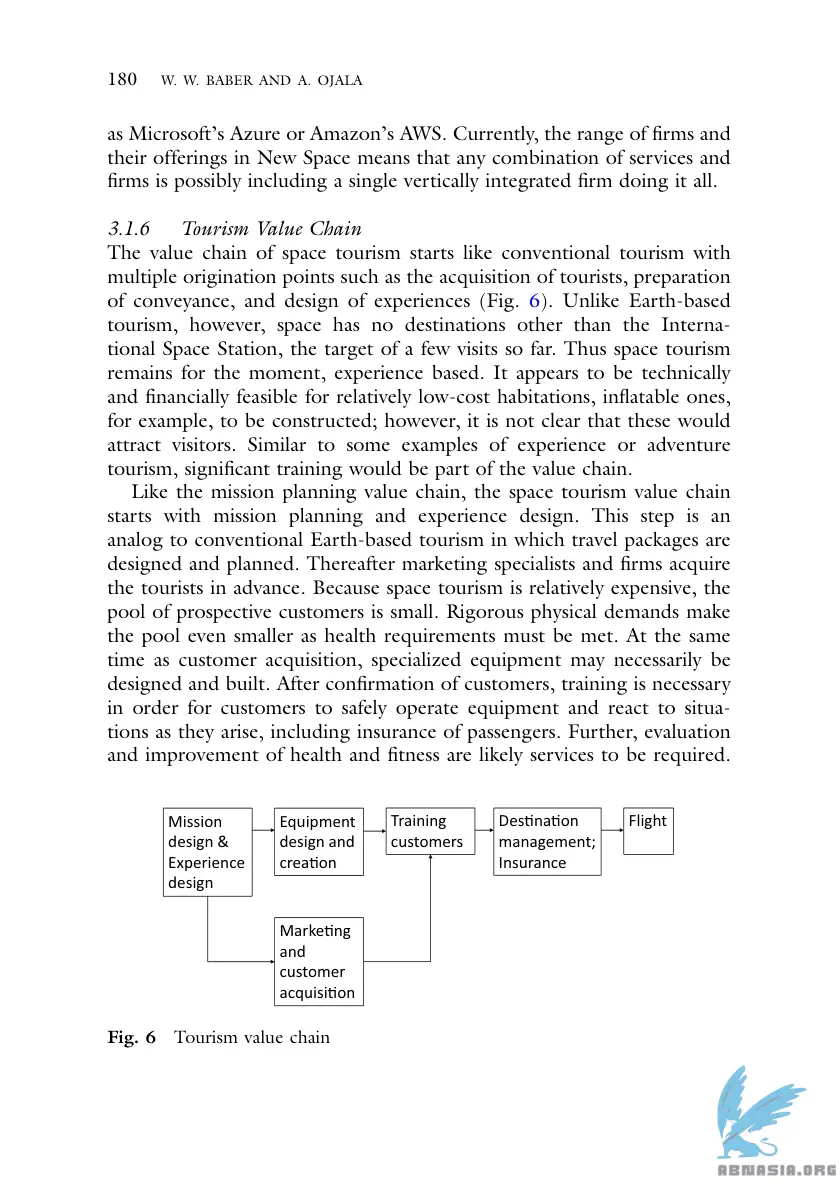 180 W. W. BABER AND A. OJALA
as Microsoft’s Azure or Amazon’s AWS. Currently, the range of firms and
their offerings in New Space means that any combination of services and
firms is possibly including a single vertically integrated firm doing it all.
3.1.6 Tourism Value Chain
The value chain of space tourism starts like conventional tourism with
multiple origination points such as the acquisition of tourists, preparation
of conveyance, and design of experiences (Fig. 6). Unlike Earth-based
tourism, however, space has no destinations other than the Interna-
tional Space Station, the target of a few visits so far. Thus space tourism
remains for the moment, experience based. It appears to be technically
and financially feasible for relatively low-cost habitations, inflatable ones,
for example, to be constructed; however, it is not clear that these would
attract visitors. Similar to some examples of experience or adventure
tourism, significant training would be part of the value chain.
Like the mission planning value chain, the space tourism value chain
starts with mission planning and experience design. This step is an
analog to conventional Earth-based tourism in which travel packages are
designed and planned. Thereafter marketing specialists and firms acquire
the tourists in advance. Because space tourism is relatively expensive, the
pool of prospective customers is small. Rigorous physical demands make
the pool even smaller as health requirements must be met. At the same
time as customer acquisition, specialized equipment may necessarily be
designed and built. After confirmation of customers, training is necessary
in order for customers to safely operate equipment and react to situa-
tions as they arise, including insurance of passengers. Further, evaluation
and improvement of health and fitness are likely services to be required.
Mission
design &
Experience
design
Equipment
design and
creation
Training
customers
Destination
management;
Insurance
Flight
Marketing
and
customer
acquisition
Fig. 6 Tourism value chain
ABNASIA.ORG